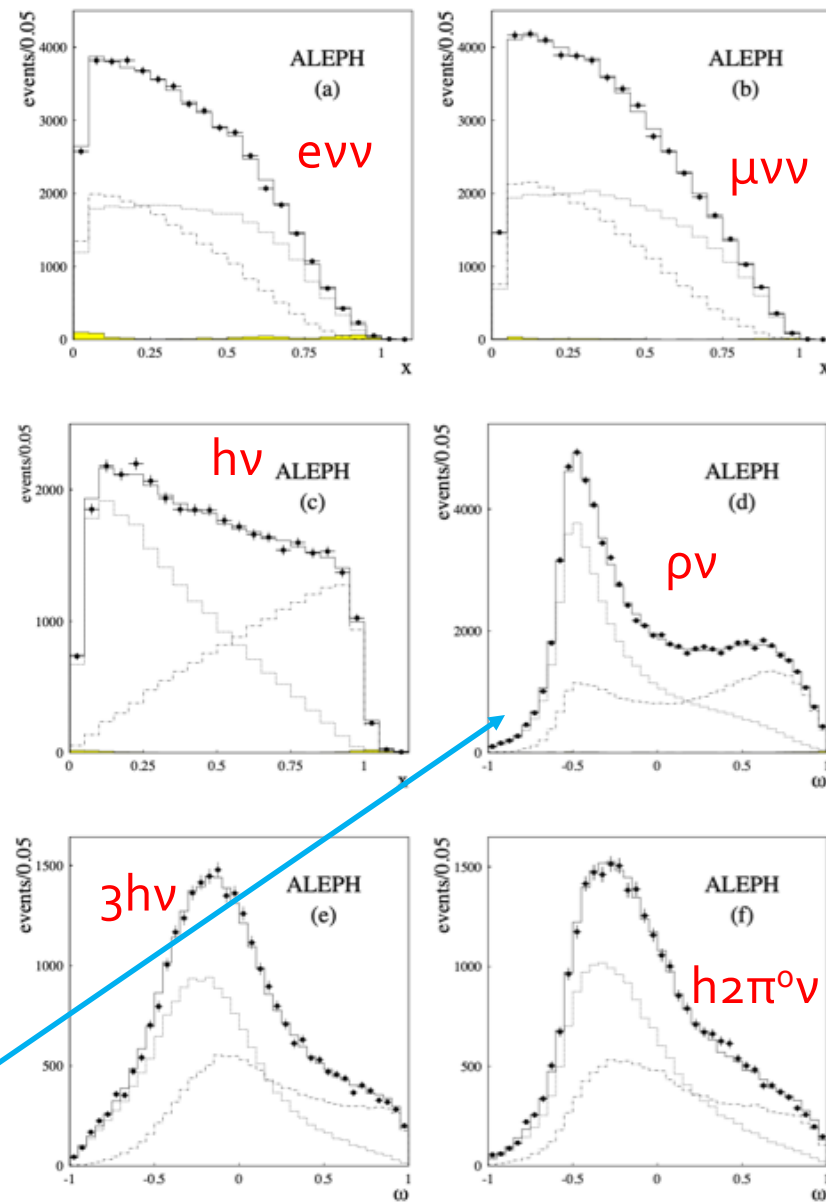 events/0.05
4000
3000
2000
1000
0
ALEPH
(a)
eνν
0
0.25
0.5
0.75
1
x
events/0.05
4000
3000
2000
1000
0
ALEPH
(b)
μνν
0
0.25
0.5
0.75
1
x
events/0.05
2000
1000
0
hν
ALEPH
(c)
0
0.25
0.5
0.75
1
x
events/0.05
4000
2000
0
ALEPH
(d)
ρν
-1
-0.5
0
0.5
1
ω
events/0.05
1500
1000
500
0
3hν
ALEPH
(e)
-1
-0.5
0
0.5
1
ω
events/0.05
1500
1000
500
0
ALEPH
(f)
h2π⁰ν
-1
-0.5
0
0.5
1
ω